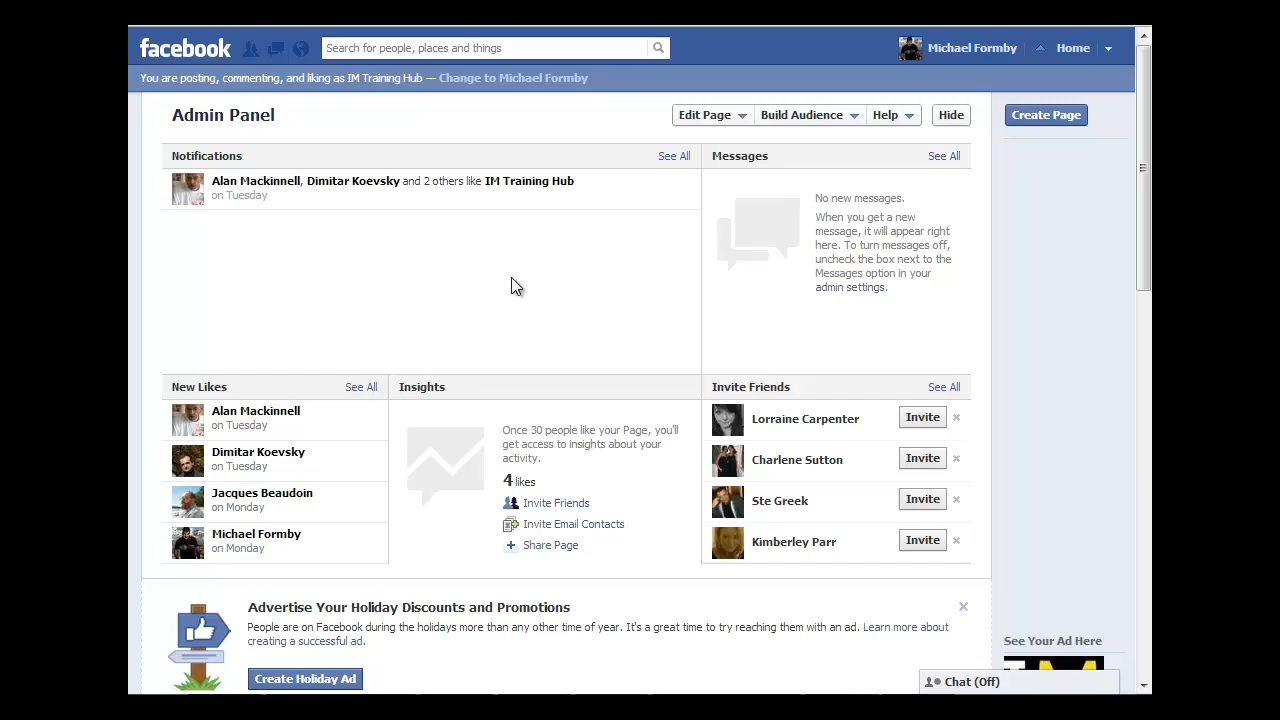 facebook
Search for people, places and things
Michael Formby
Home
You are posting, commenting, and liking as IM Training Hub — Change to Michael Formby
Admin Panel
Edit Page
Build Audience
Help
Hide
Create Page
Notifications
See All
Alan Mackinnell, Dimitar Koevsky and 2 others like IM Training Hub
on Tuesday
Messages
See All
No new messages.
When you get a new
message, it will appear right
here. To turn messages off,
uncheck the box next to the
Messages option in your
admin settings.
New Likes
See All
Alan Mackinnell
on Tuesday
Dimitar Koevsky
on Tuesday
Jacques Beaudoin
on Monday
Michael Formby
on Monday
Insights
Once 30 people like your Page, you'll
get access to insights about your
activity.
4 likes
Invite Friends
Invite Email Contacts
Share Page
Invite Friends
See All
Lorraine Carpenter
Invite
Charlene Sutton
Invite
Ste Greek
Invite
Kimberley Parr
Invite
Advertise Your Holiday Discounts and Promotions
People are on Facebook during the holidays more than any other time of year. It's a great time to try reaching them with an ad. Learn more about
creating a successful ad.
Create Holiday Ad
See Your Ad Here
Chat (Off)